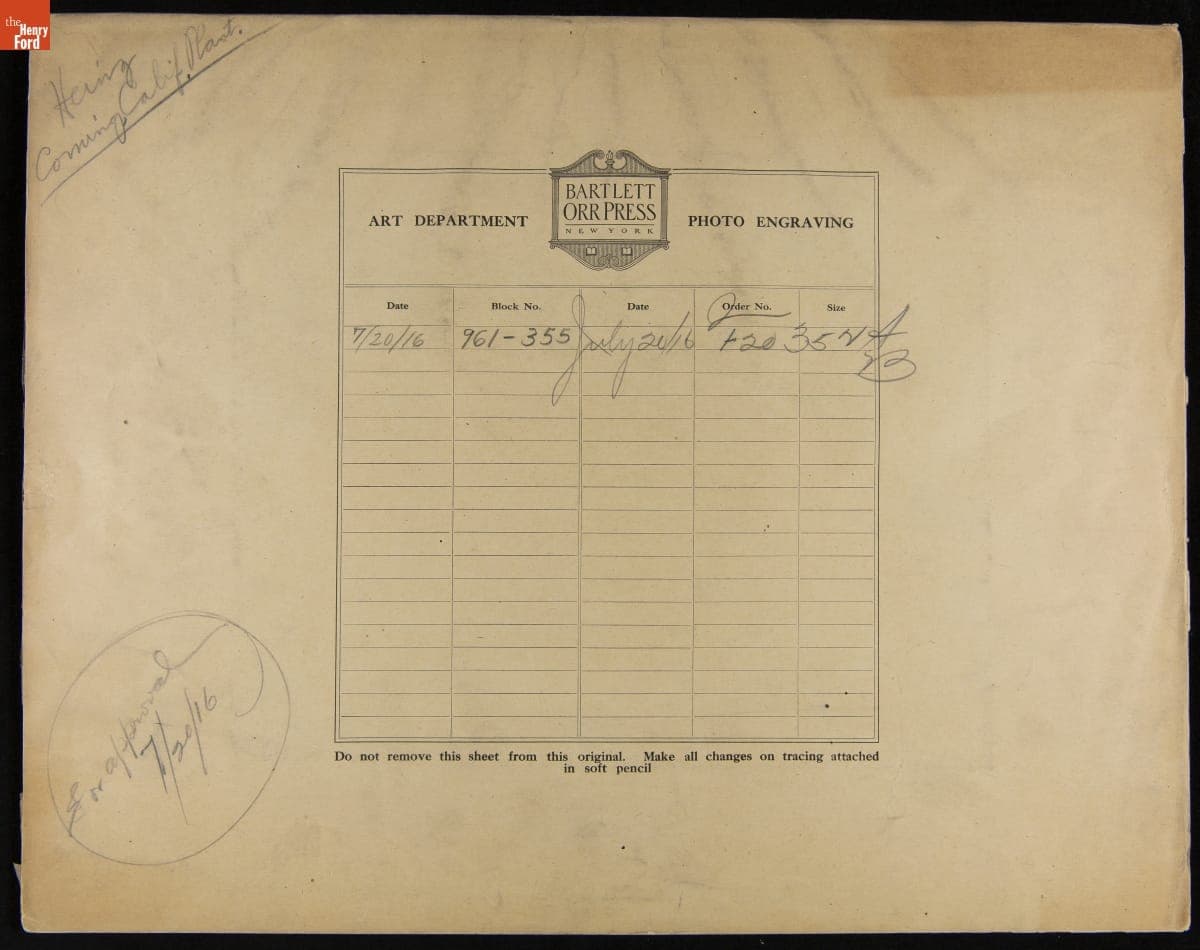 the
Henry
Ford
Heinz
Coming Calif. Plant.
BARTLETT
ORR PRESS
NEW YORK
ART DEPARTMENT
PHOTO ENGRAVING
Date Block No. Date Order No. Size
7/20/16 961-355 July 20/16
For approval
7/20/16
Do not remove this sheet from this original. Make all changes on tracing attached
in soft pencil